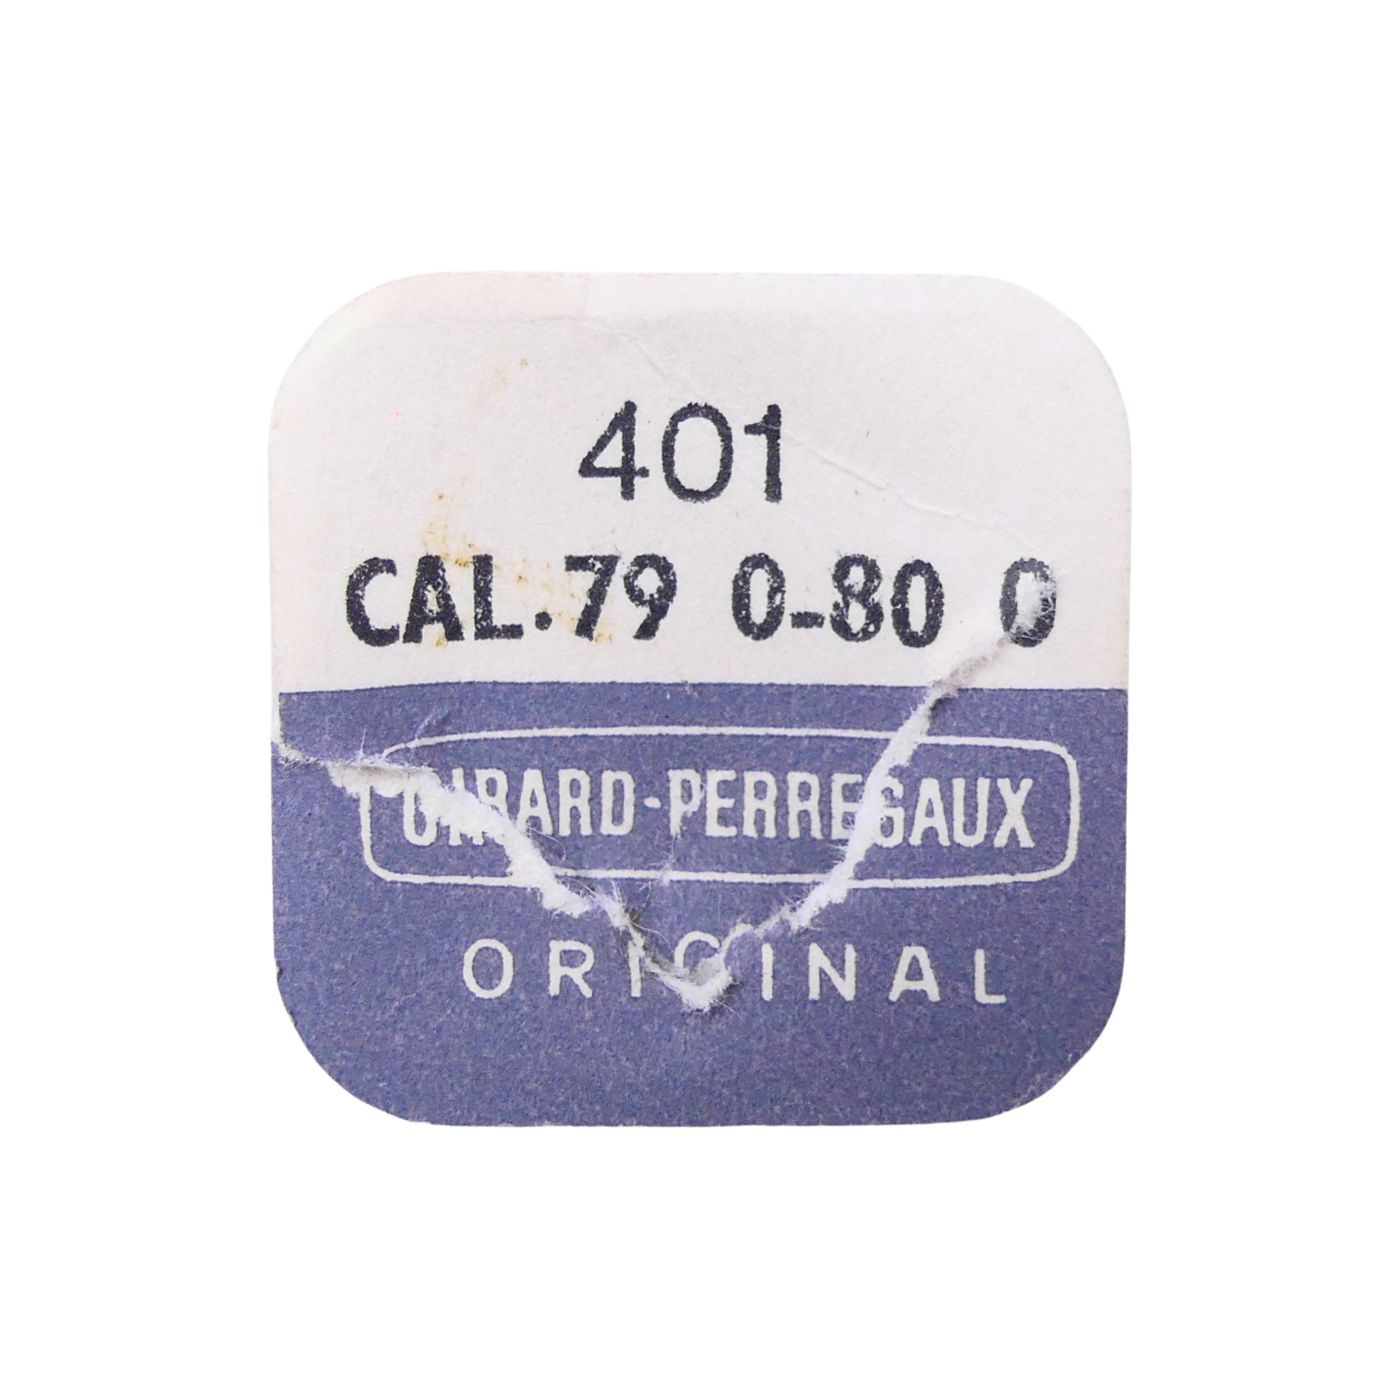 401
CAL.79 0-80 0
GIRARD-PERREGAUX
ORIGINAL